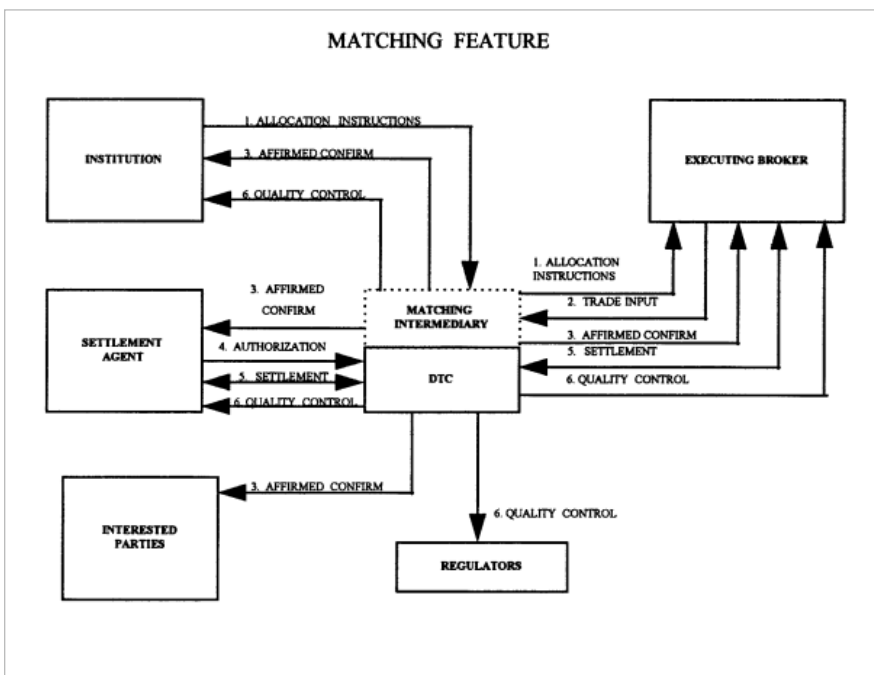 MATCHING FEATURE
INSTITUTION
1. ALLOCATION INSTRUCTIONS
3. AFFIRMED CONFIRM
6. QUALITY CONTROL
EXECUTING BROKER
1. ALLOCATION
INSTRUCTIONS
2. TRADE INPUT
3. AFFIRMED CONFIRM
5. SETTLEMENT
6. QUALITY CONTROL
MATCHING
INTERMEDIARY
DTC
3. AFFIRMED
CONFIRM
SETTLEMENT
AGENT
4. AUTHORIZATION
5. SETTLEMENT
6. QUALITY CONTROL
3. AFFIRMED CONFIRM
INTERESTED
PARTIES
6. QUALITY CONTROL
REGULATORS